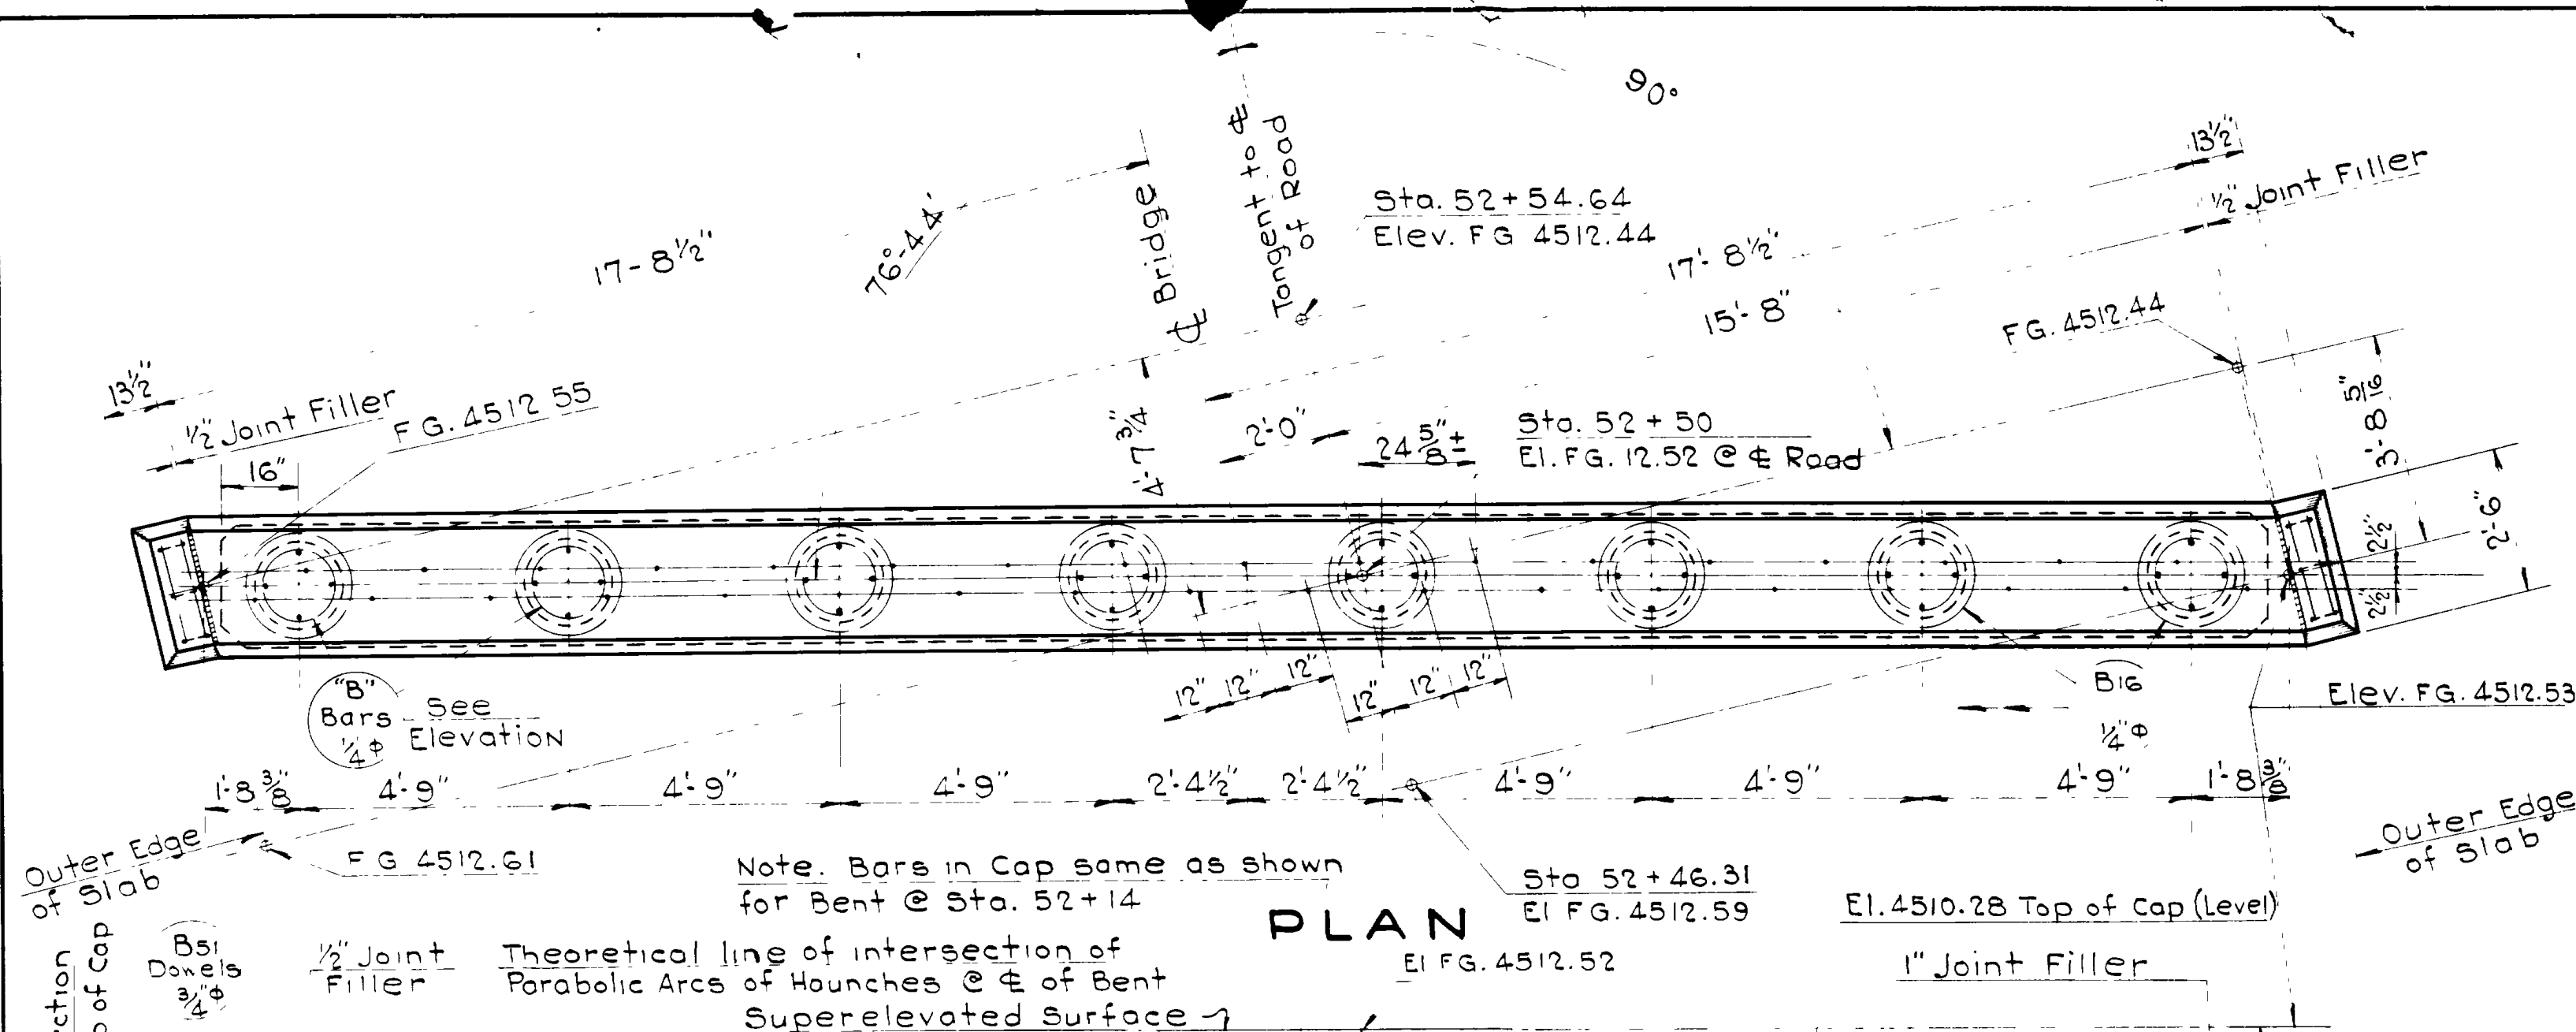 90°
13½"
½" Joint Filler
Tangent to ℄
of Road
℄ Bridge
76°-44'
17-8½"
Sta. 52+54.64
Elev. FG 4512.44
17'-8½"
15'-8"
FG. 4512.44
13½"
½" Joint Filler
FG. 4512 55
16"
4'-7¾"
2'-0"
24⅝"±
Sta. 52+50
El. FG. 12.52 @ ℄ Road
3'-8 5/16"
2'-6"
2½"
2½"
12" 12" 12"
12" 12" 12"
"B"
Bars
¼"Φ
See
Elevation
B16
¼"Φ
Elev. FG. 4512.53
1'-8⅜" 4'-9" 4'-9" 4'-9" 2'-4½" 2'-4½" 4'-9" 4'-9" 4'-9" 1'-8⅜"
Outer Edge
of Slab
FG 4512.61
Note. Bars in Cap same as shown
for Bent @ Sta. 52+14
PLAN
Sta 52+46.31
El FG. 4512.59
El FG. 4512.52
El. 4510.28 Top of Cap (Level)
Outer Edge
of Slab
B51
Dowels
¾"Φ
½" Joint
Filler
Theoretical line of intersection of
Parabolic Arcs of Haunches @ ℄ of Bent
Superelevated Surface
1" Joint Filler
of Cap